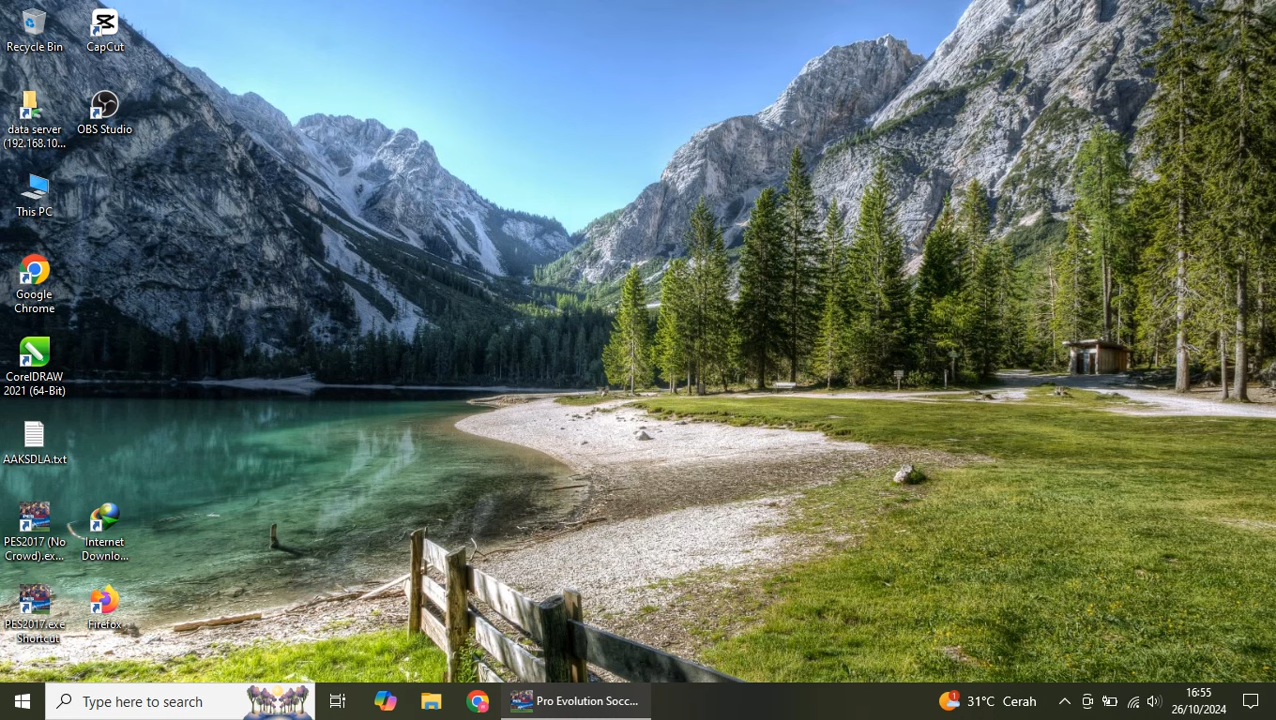 Recycle Bin
CapCut
data server
(192.168.10...
OBS Studio
This PC
Google
Chrome
CorelDRAW
2021 (64-Bit)
AAKSDLA.txt
PES2017 (No
Crowd).ex...
Internet
Downlo...
PES2017.exe
Shortcut
Firefox
Type here to search
Pro Evolution Socc...
1
31°C Cerah
16:55
26/10/2024